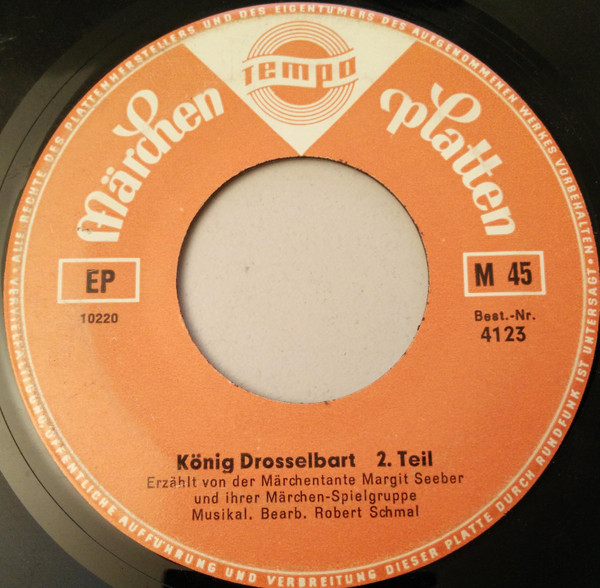 • ALLE RECHTE DES PLATTENHERSTELLERS UND DES EIGENTÜMERS DES AUFGENOMMENEN WERKES VORBEHALTEN •
VERVIELFÄLTIGUNG, ÖFFENTLICHE AUFFÜHRUNG UND VERBREITUNG DIESER PLATTE DURCH RUNDFUNK IST UNTERSAGT
TEMPO
Märchen
platten
EP
M 45
10220
Best.-Nr.
4123
König Drosselbart 2. Teil
Erzählt von der Märchentante Margit Seeber
und ihrer Märchen-Spielgruppe
Musikal. Bearb. Robert Schmal